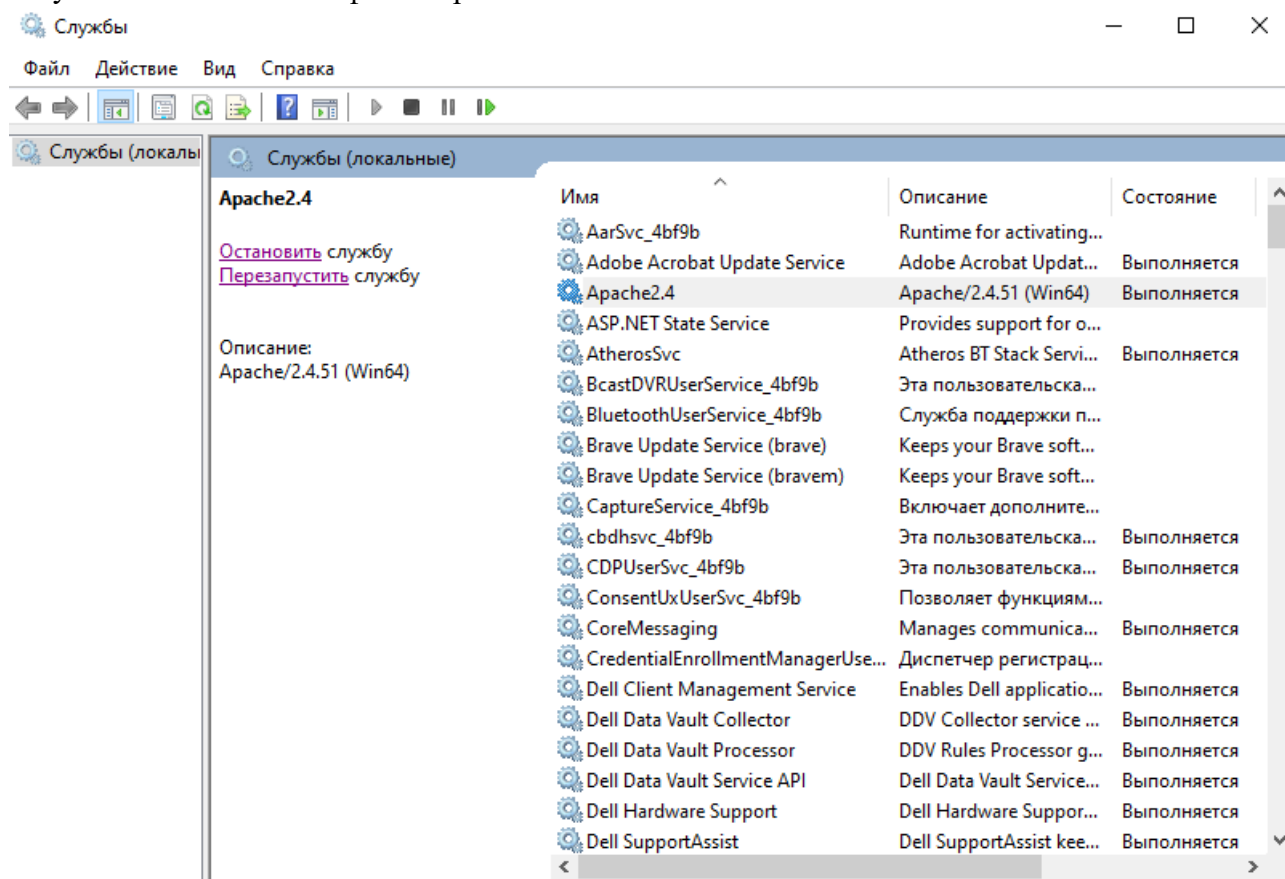 Службы
Файл Действие Вид Справка
Службы (локалы
Службы (локальные)
Apache2.4
Остановить службу
Перезапустить службу
Описание:
Apache/2.4.51 (Win64)
Имя Описание Состояние
AarSvc_4bf9b Runtime for activating...
Adobe Acrobat Update Service Adobe Acrobat Updat... Выполняется
Apache2.4 Apache/2.4.51 (Win64) Выполняется
ASP.NET State Service Provides support for o...
AtherosSvc Atheros BT Stack Servi... Выполняется
BcastDVRUserService_4bf9b Эта пользовательска...
BluetoothUserService_4bf9b Служба поддержки п...
Brave Update Service (brave) Keeps your Brave soft...
Brave Update Service (bravem) Keeps your Brave soft...
CaptureService_4bf9b Включает дополните...
cbdhsvc_4bf9b Эта пользовательска... Выполняется
CDPUserSvc_4bf9b Эта пользовательска... Выполняется
ConsentUxUserSvc_4bf9b Позволяет функциям...
CoreMessaging Manages communica... Выполняется
CredentialEnrollmentManagerUse... Диспетчер регистрац...
Dell Client Management Service Enables Dell applicatio... Выполняется
Dell Data Vault Collector DDV Collector service ... Выполняется
Dell Data Vault Processor DDV Rules Processor g... Выполняется
Dell Data Vault Service API Dell Data Vault Service... Выполняется
Dell Hardware Support Dell Hardware Suppor... Выполняется
Dell SupportAssist Dell SupportAssist kee... Выполняется